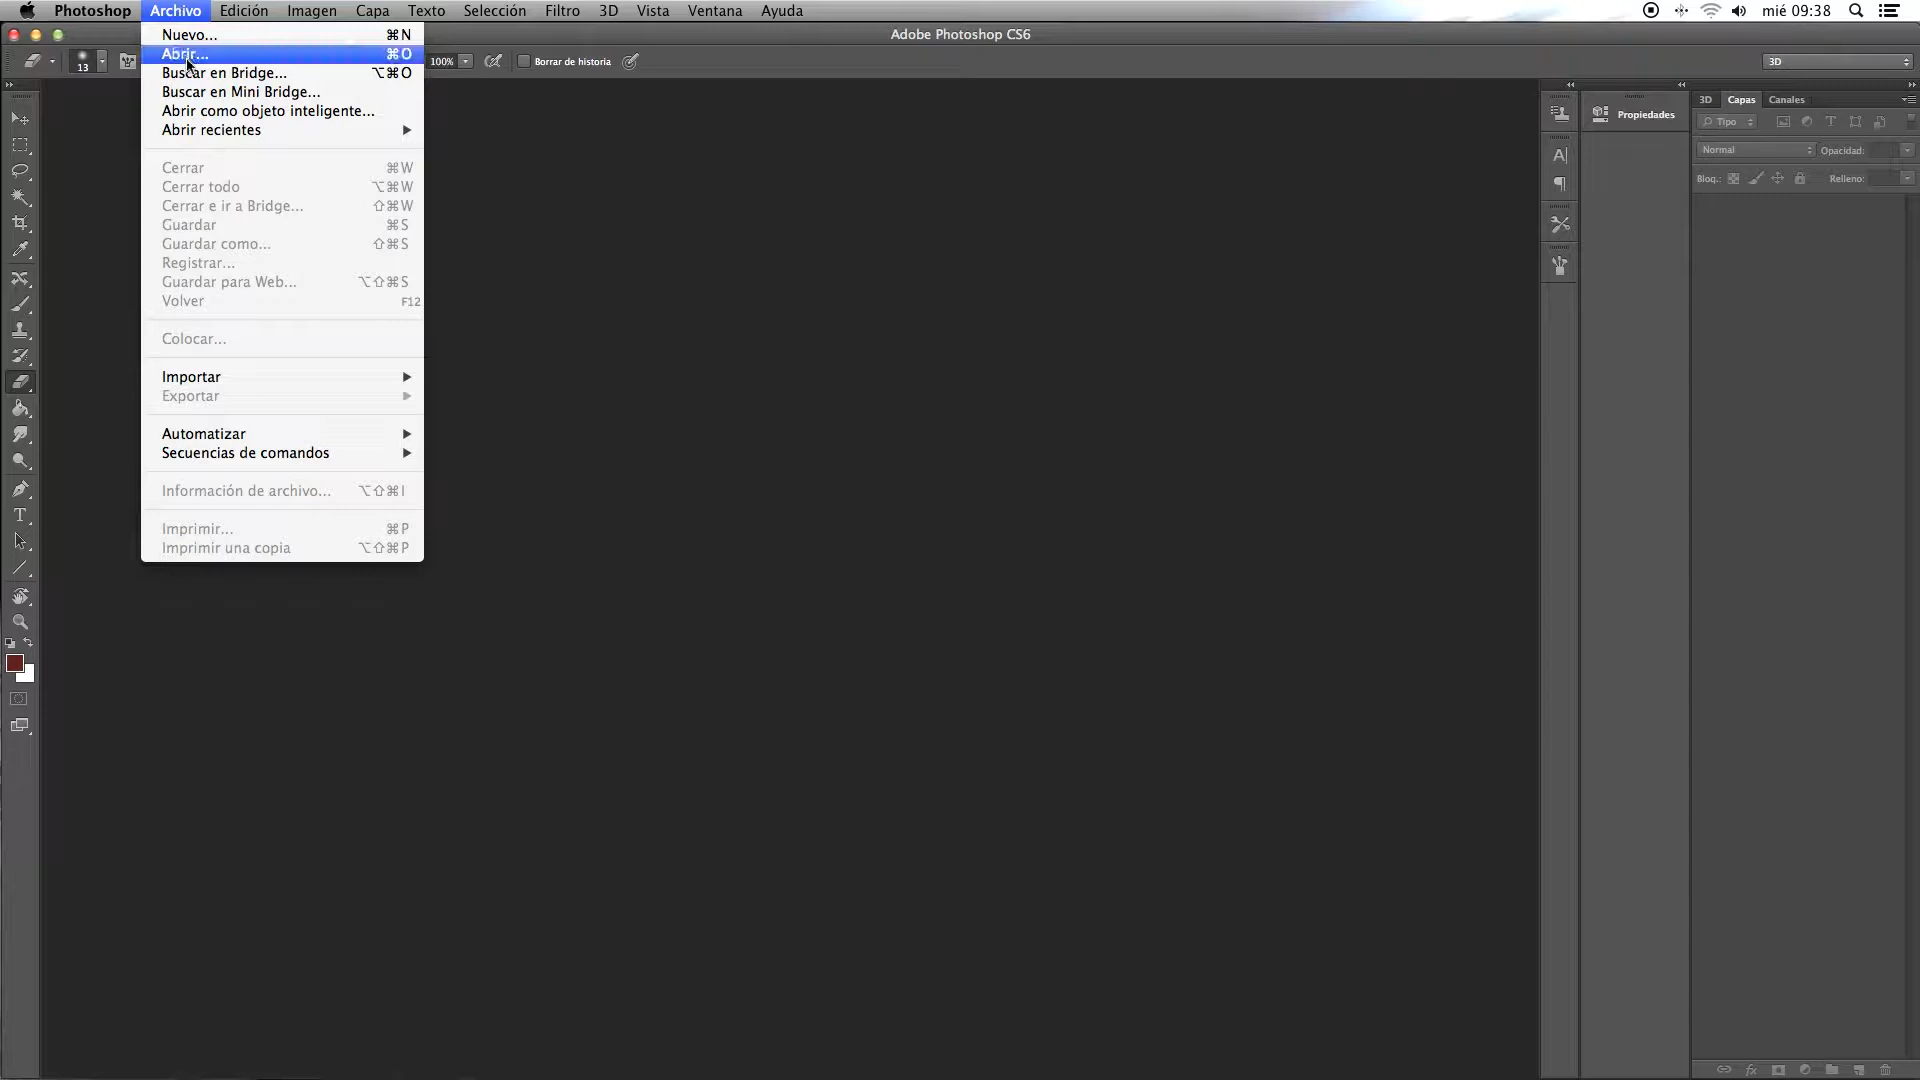 Photoshop Archivo Edición Imagen Capa Texto Selección Filtro 3D Vista Ventana Ayuda mié 09:38
Adobe Photoshop CS6
13 100% Borrar de historia 3D
Nuevo... ⌘N
Abrir... ⌘O
Buscar en Bridge... ⌥⌘O
Buscar en Mini Bridge...
Abrir como objeto inteligente...
Abrir recientes
Cerrar ⌘W
Cerrar todo ⌥⌘W
Cerrar e ir a Bridge... ⇧⌘W
Guardar ⌘S
Guardar como... ⇧⌘S
Registrar...
Guardar para Web... ⌥⇧⌘S
Volver F12
Colocar...
Importar
Exportar
Automatizar
Secuencias de comandos
Información de archivo... ⌥⇧⌘I
Imprimir... ⌘P
Imprimir una copia ⌥⇧⌘P
Propiedades
3D Capas Canales
Tipo
Normal Opacidad:
Bloq.: Relleno: